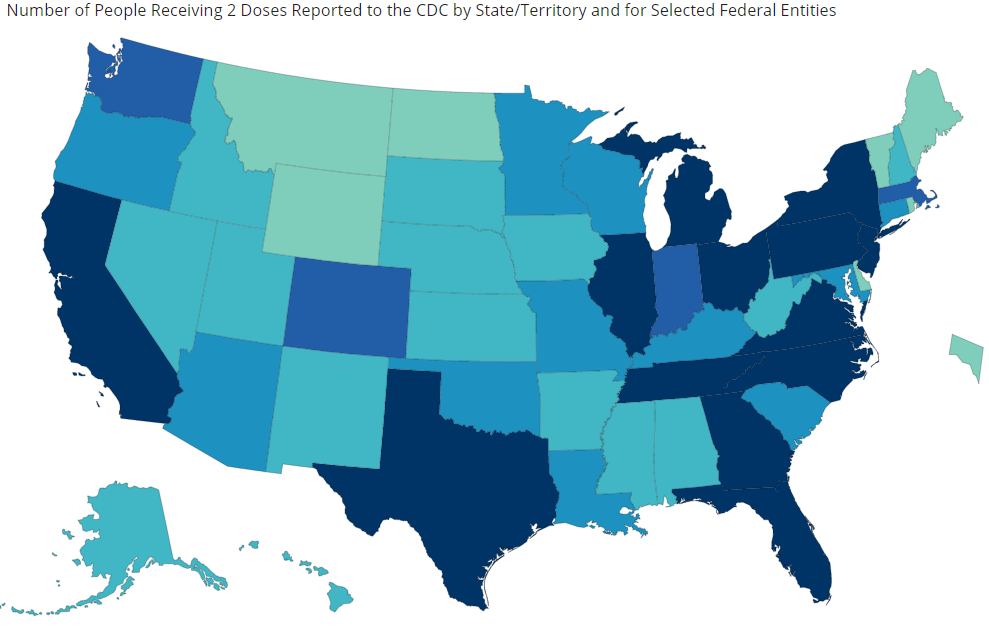 Number of People Receiving 2 Doses Reported to the CDC by State/Territory and for Selected Federal Entities